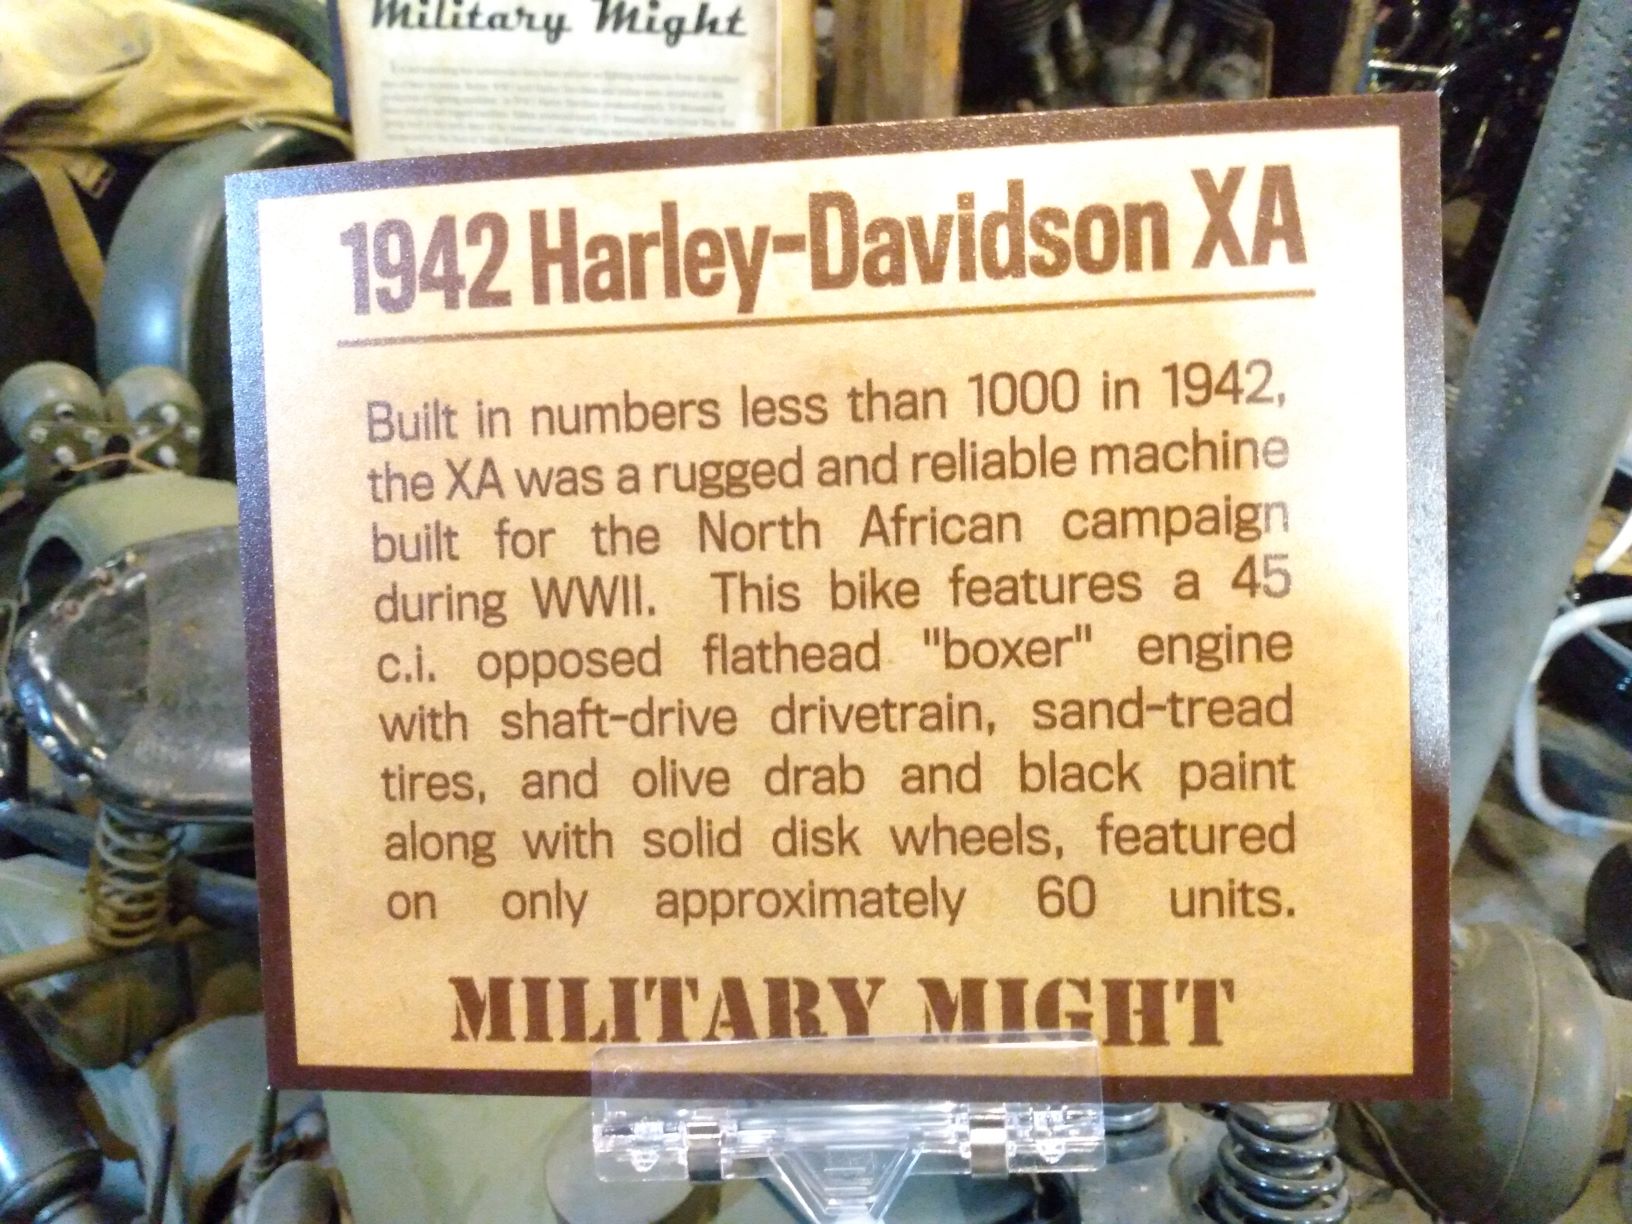 Military Might
1942 Harley-Davidson XA
Built in numbers less than 1000 in 1942,
the XA was a rugged and reliable machine
built for the North African campaign
during WWII. This bike features a 45
c.i. opposed flathead "boxer" engine
with shaft-drive drivetrain, sand-tread
tires, and olive drab and black paint
along with solid disk wheels, featured
on only approximately 60 units.
MILITARY MIGHT